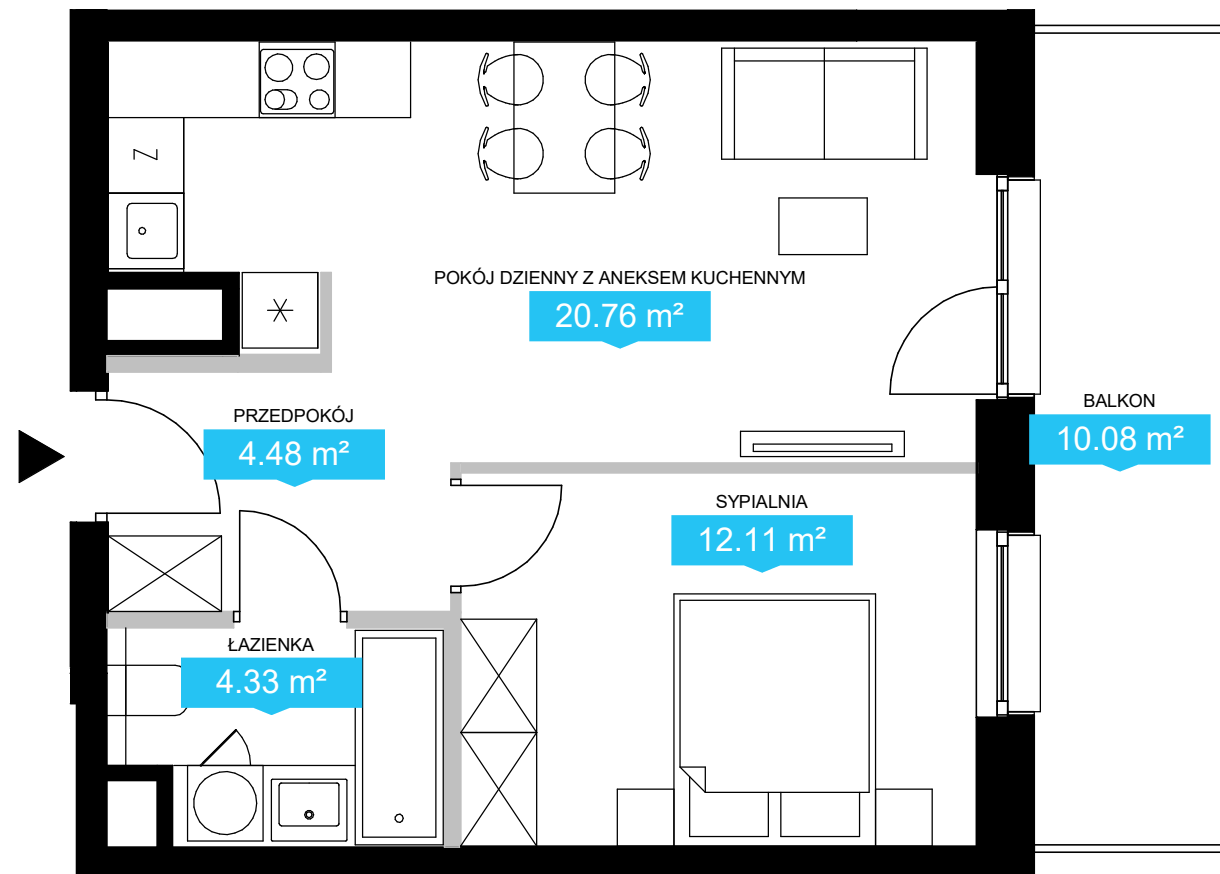 Z
POKÓJ DZIENNY Z ANEKSEM KUCHENNYM
20.76 m²
PRZEDPOKÓJ
4.48 m²
BALKON
10.08 m²
SYPIALNIA
12.11 m²
ŁAZIENKA
4.33 m²